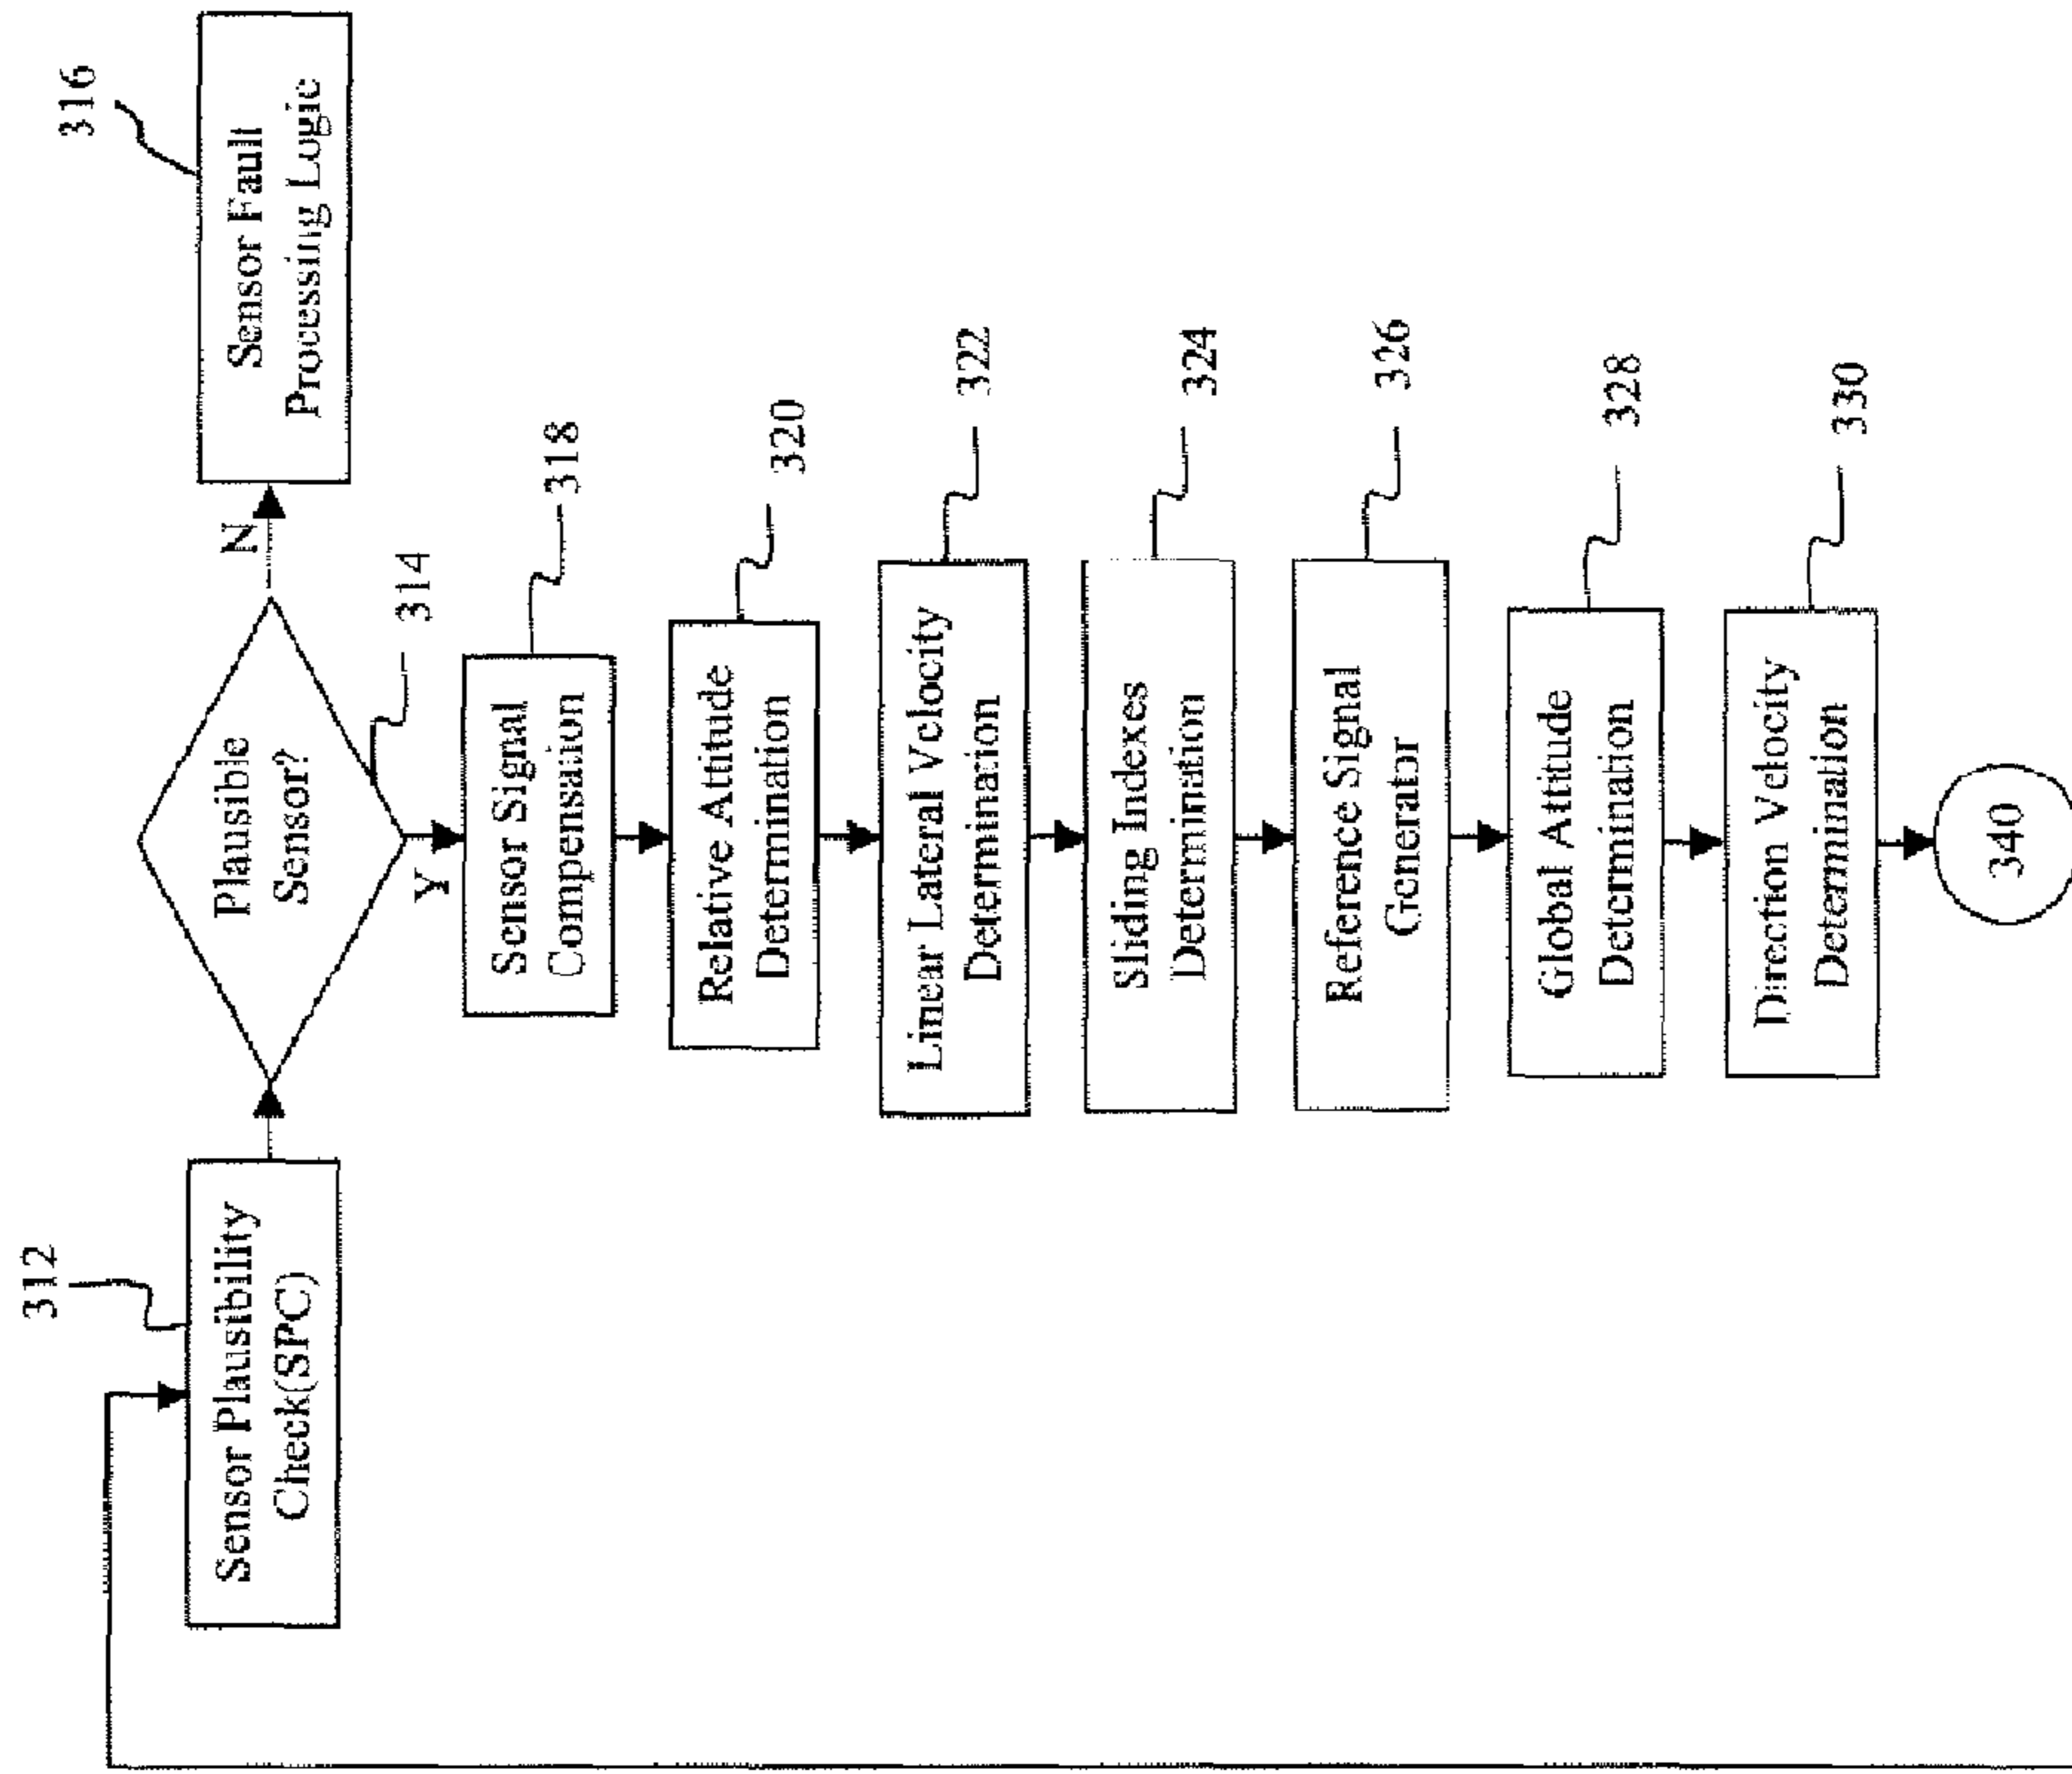 312
Sensor Plausibility
Check(SPC)
Plausible
Sensor?
314
N
316
Sensor Fault
Processing Logic
Y
Sensor Signal
Compensation
318
Relative Attitude
Determination
320
Linear Lateral Velocity
Determination
322
Sliding Indexes
Determination
324
Reference Signal
Generator
326
Global Attitude
Determination
328
Direction Velocity
Determination
330
340